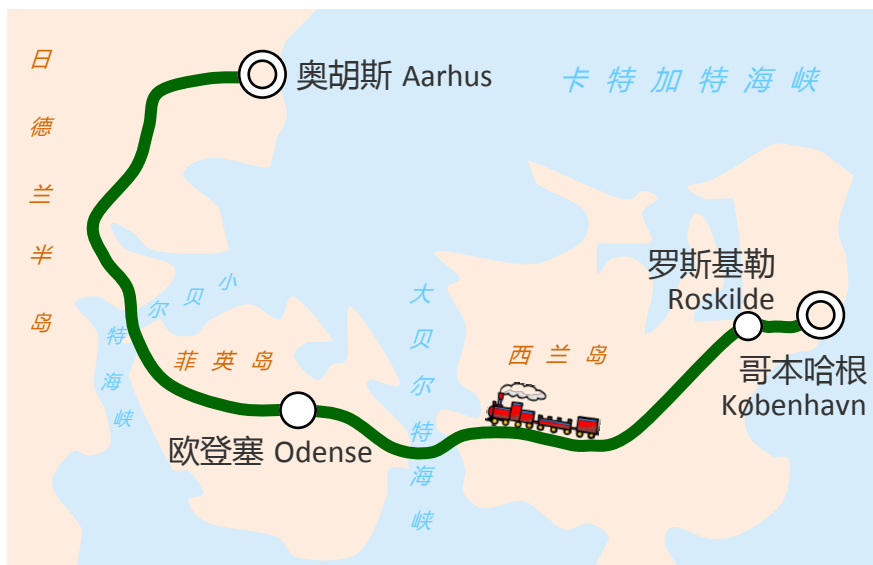 日德兰半岛
奥胡斯 Aarhus
卡特加特海峡
小贝尔特海峡
菲英岛
大贝尔特海峡
西兰岛
罗斯基勒
Roskilde
哥本哈根
København
欧登塞 Odense